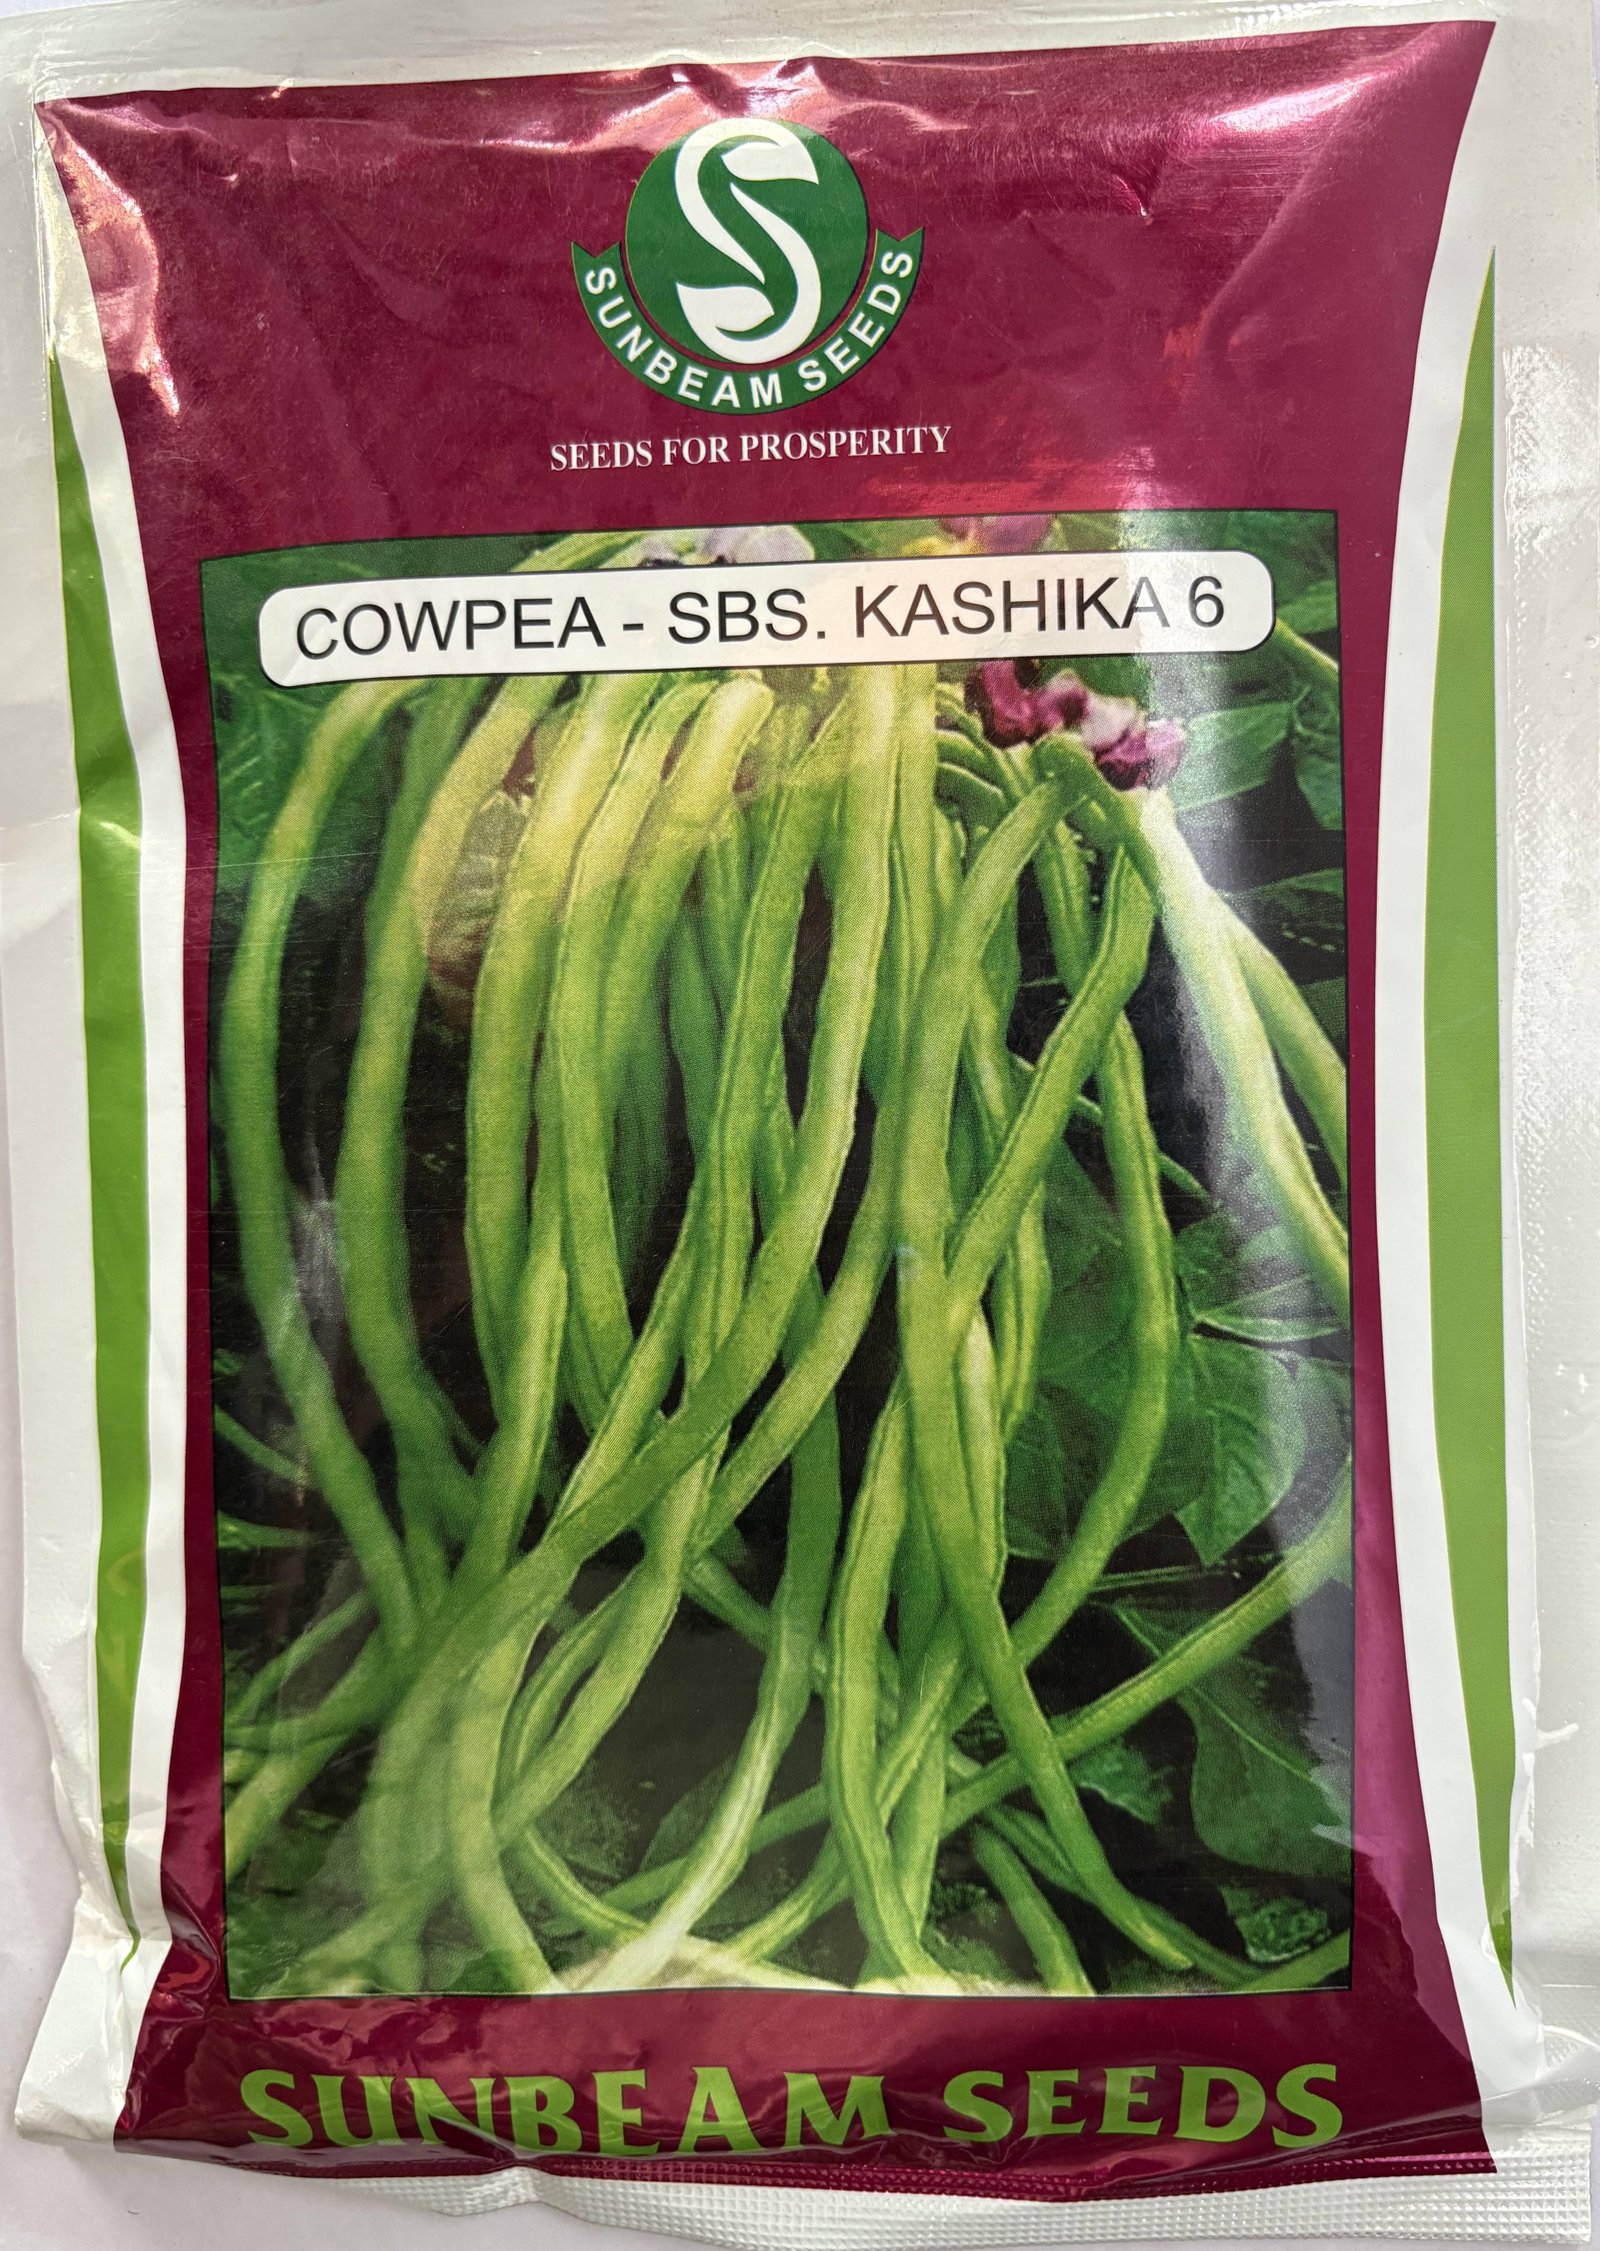 S
SUNBEAM SEEDS
SEEDS FOR PROSPERITY
COWPEA - SBS. KASHIKA 6
SUNBEAM SEEDS